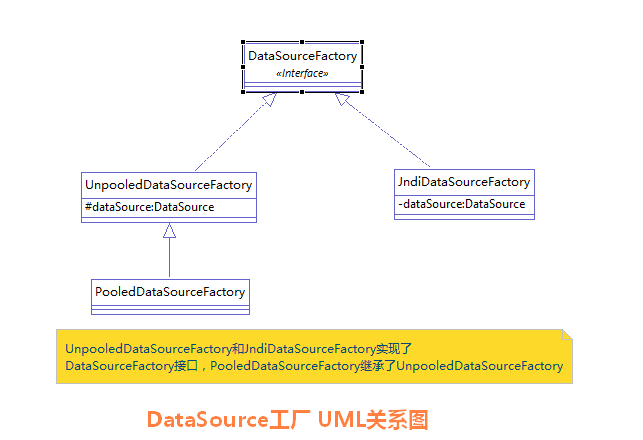 DataSourceFactory
«Interface»
UnpooledDataSourceFactory
#dataSource:DataSource
JndiDataSourceFactory
-dataSource:DataSource
PooledDataSourceFactory
UnpooledDataSourceFactory和JndiDataSourceFactory实现了
DataSourceFactory接口，PooledDataSourceFactory继承了UnpooledDataSourceFactory
DataSource工厂 UML关系图